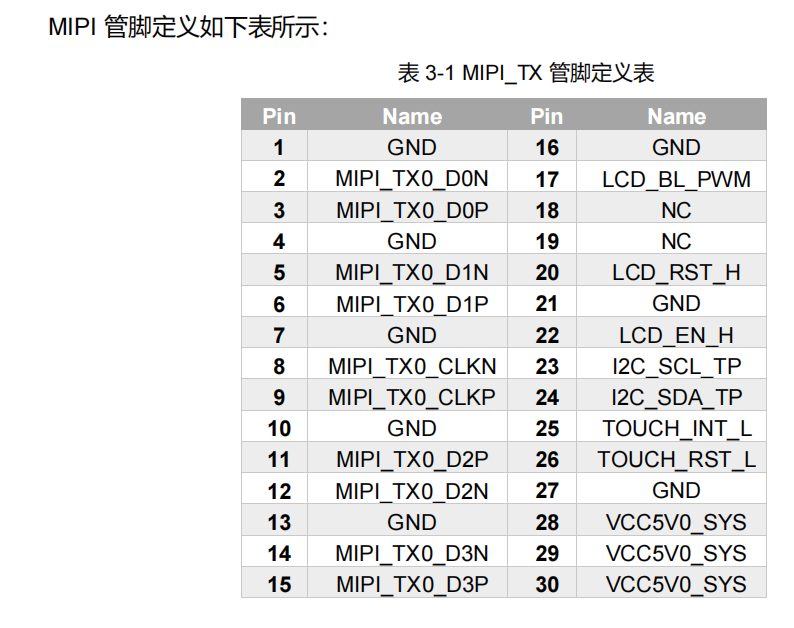 MIPI 管脚定义如下表所示：
表 3-1 MIPI_TX 管脚定义表
Pin Name Pin Name
1 GND 16 GND
2 MIPI_TX0_D0N 17 LCD_BL_PWM
3 MIPI_TX0_D0P 18 NC
4 GND 19 NC
5 MIPI_TX0_D1N 20 LCD_RST_H
6 MIPI_TX0_D1P 21 GND
7 GND 22 LCD_EN_H
8 MIPI_TX0_CLKN 23 I2C_SCL_TP
9 MIPI_TX0_CLKP 24 I2C_SDA_TP
10 GND 25 TOUCH_INT_L
11 MIPI_TX0_D2P 26 TOUCH_RST_L
12 MIPI_TX0_D2N 27 GND
13 GND 28 VCC5V0_SYS
14 MIPI_TX0_D3N 29 VCC5V0_SYS
15 MIPI_TX0_D3P 30 VCC5V0_SYS